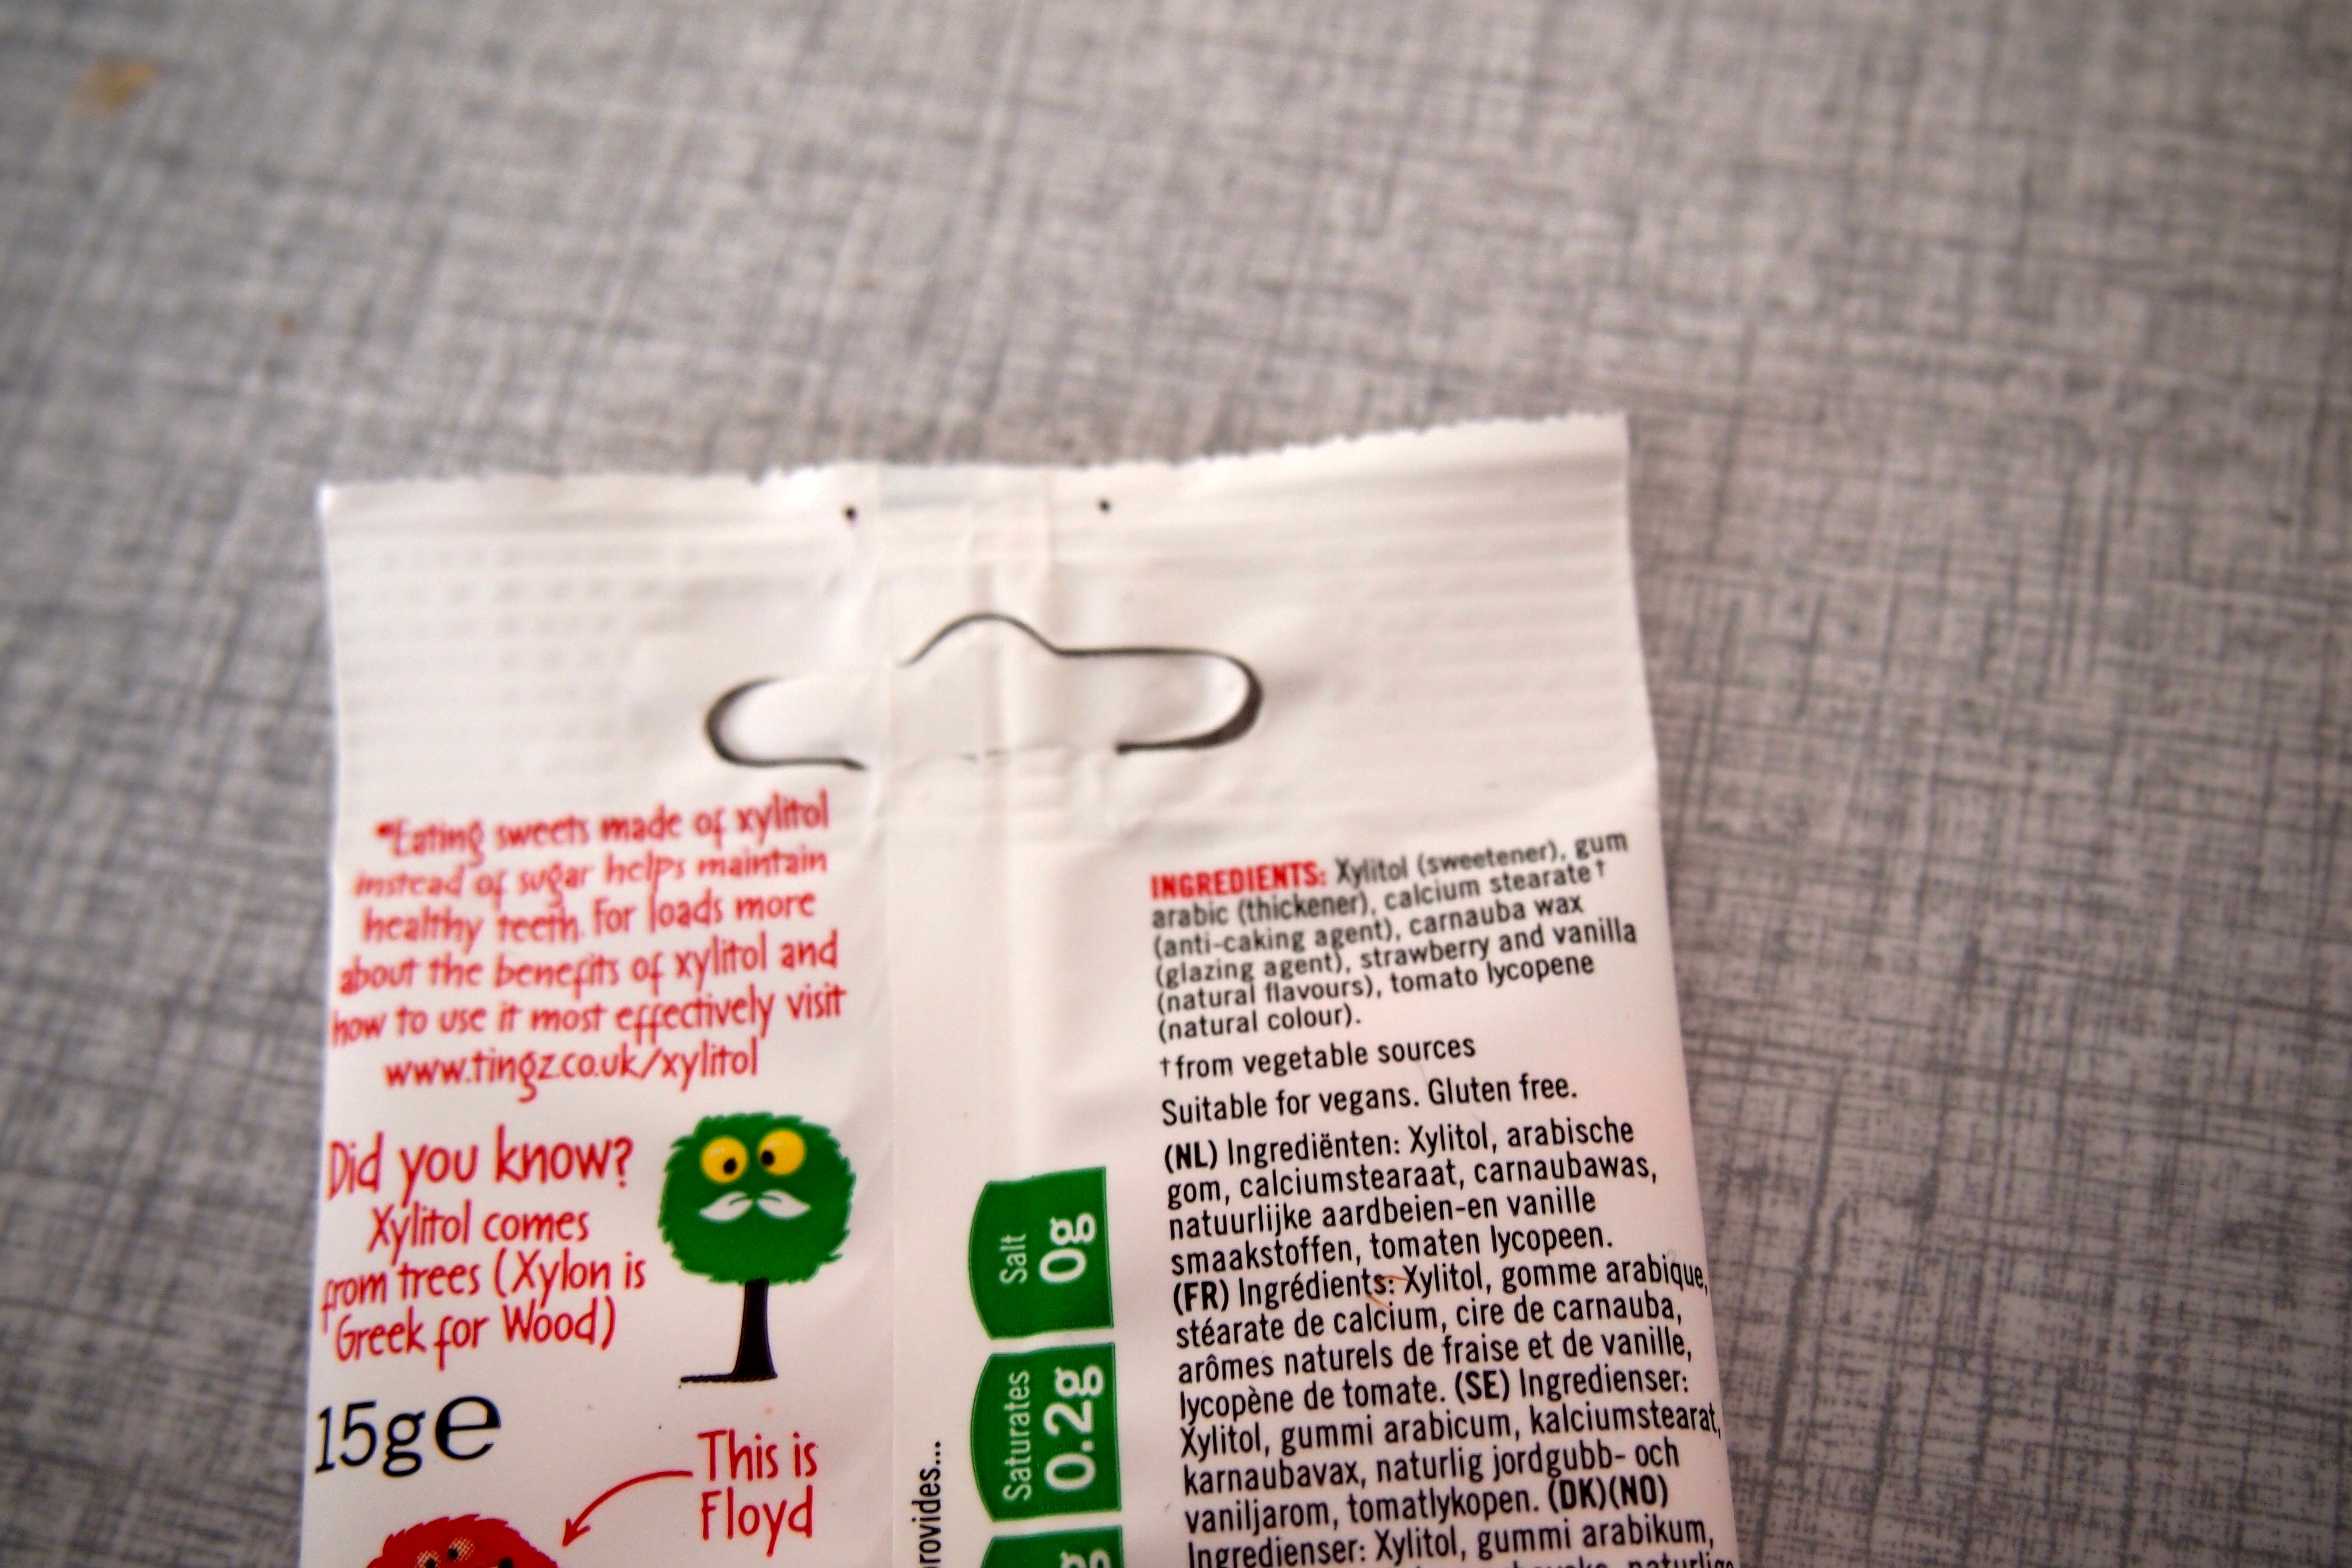 *Eating sweets made of xylitol
instead of sugar helps maintain
healthy teeth. For loads more
about the benefits of xylitol and
how to use it most effectively visit
www.tingz.co.uk/xylitol
Did you know?
Xylitol comes
from trees (Xylon is
Greek for Wood)
15g e
This is
Floyd
Salt
0g
Saturates
0.2g
INGREDIENTS: Xylitol (sweetener), gum
arabic (thickener), calcium stearate†
(anti-caking agent), carnauba wax
(glazing agent), strawberry and vanilla
(natural flavours), tomato lycopene
(natural colour).
†from vegetable sources
Suitable for vegans. Gluten free.
(NL) Ingrediënten: Xylitol, arabische
gom, calciumstearaat, carnaubawas,
natuurlijke aardbeien-en vanille
smaakstoffen, tomaten lycopeen.
(FR) Ingrédients: Xylitol, gomme arabique,
stéarate de calcium, cire de carnauba,
arômes naturels de fraise et de vanille,
lycopène de tomate. (SE) Ingredienser:
Xylitol, gummi arabicum, kalciumstearat,
karnaubavax, naturlig jordgubb- och
vaniljarom, tomatlykopen. (DK)(NO)
Ingredienser: Xylitol, gummi arabikum,